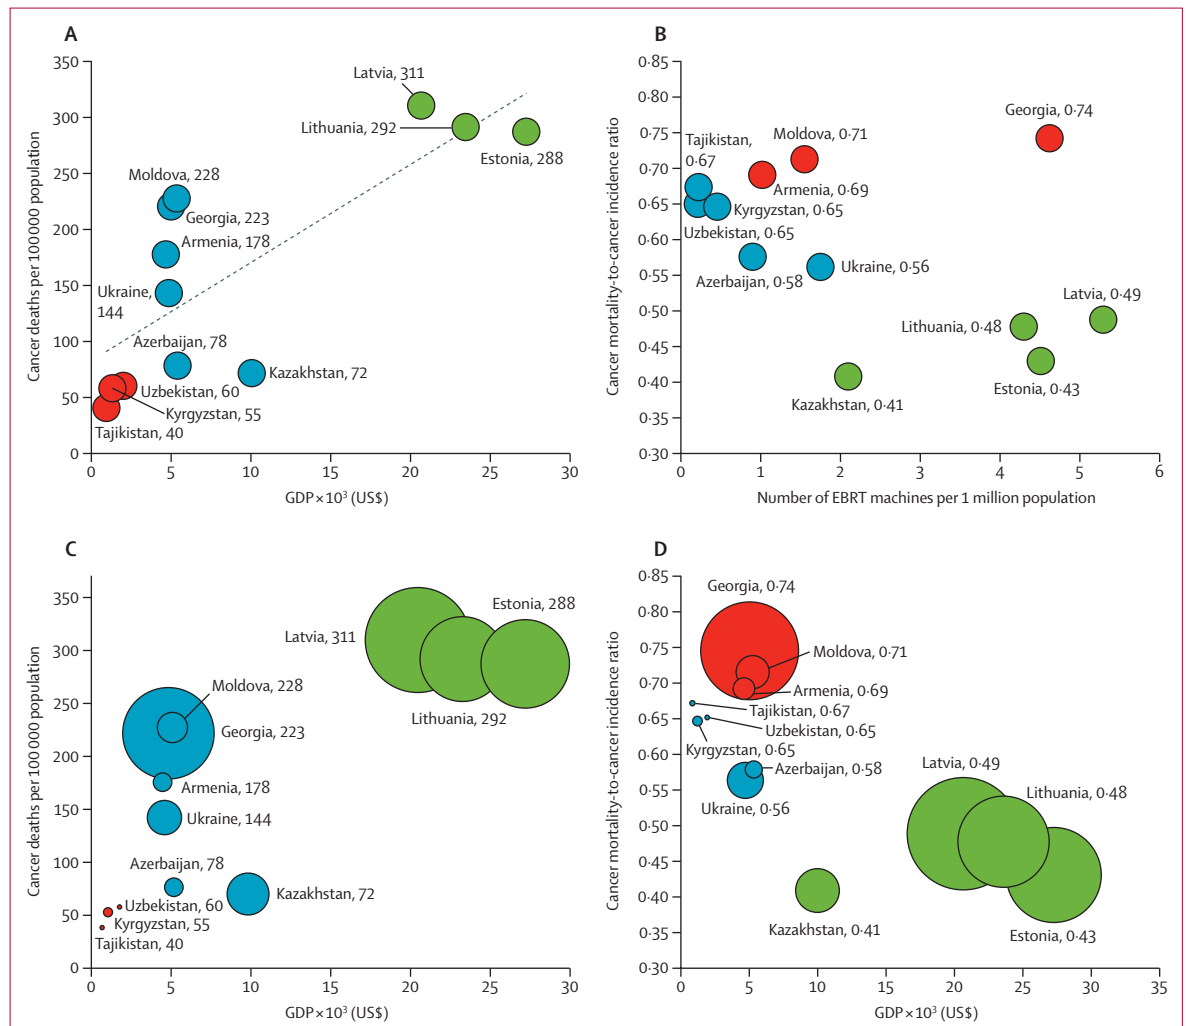 A
350
300
250
200
150
100
50
0
Cancer deaths per 100 000 population
Latvia, 311
Lithuania, 292
Estonia, 288
Moldova, 228
Georgia, 223
Armenia, 178
Ukraine,
144
Azerbaijan, 78
Kazakhstan, 72
Uzbekistan, 60
Kyrgyzstan, 55
Tajikistan, 40
0 5 10 20 25 30
GDP×10³ (US$)
B
0·85
0·80
0·75
0·70
0·65
0·60
0·55
0·50
0·45
0·40
0·35
0·30
Cancer mortality-to-cancer incidence ratio
Georgia, 0·74
Moldova, 0·71
Tajikistan,
0·67
Armenia, 0·69
Kyrgyzstan, 0·65
Uzbekistan, 0·65
Azerbaijan, 0·58
Ukraine, 0·56
Latvia, 0·49
Lithuania, 0·48
Estonia, 0·43
Kazakhstan, 0·41
0 1 2 4 5 6
Number of EBRT machines per 1 million population
C
350
300
250
200
150
100
50
0
Cancer deaths per 100 000 population
Estonia, 288
Latvia, 311
Lithuania, 292
Moldova, 228
Georgia, 223
Armenia, 178
Ukraine, 144
Azerbaijan, 78
Kazakhstan, 72
Uzbekistan, 60
Kyrgyzstan, 55
Tajikistan, 40
0 5 10 20 25 30
GDP×10³ (US$)
D
0·85
0·80
0·75
0·70
0·65
0·60
0·55
0·50
0·45
0·40
0·35
0·30
Cancer mortality-to-cancer incidence ratio
Georgia, 0·74
Moldova, 0·71
Armenia, 0·69
Tajikistan, 0·67
Uzbekistan, 0·65
Kyrgyzstan, 0·65
Azerbaijan, 0·58
Ukraine, 0·56
Latvia, 0·49
Lithuania, 0·48
Kazakhstan, 0·41
Estonia, 0·43
0 5 10 20 25 30 35
GDP×10³ (US$)